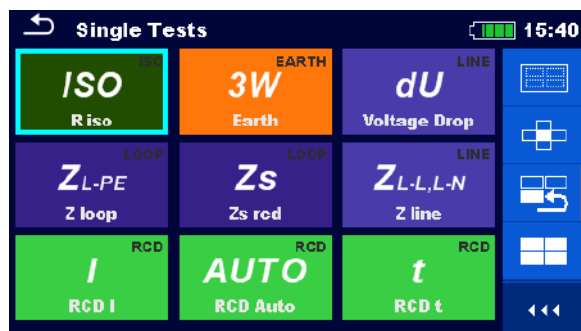 Single Tests 15:40
ISO EARTH LINE
ISO 3W dU
R iso Earth Voltage Drop
LOOP LOOP LINE
ZL-PE Zs ZL-L,L-N
Z loop Zs rcd Z line
RCD RCD RCD
I AUTO t
RCD I RCD Auto RCD t